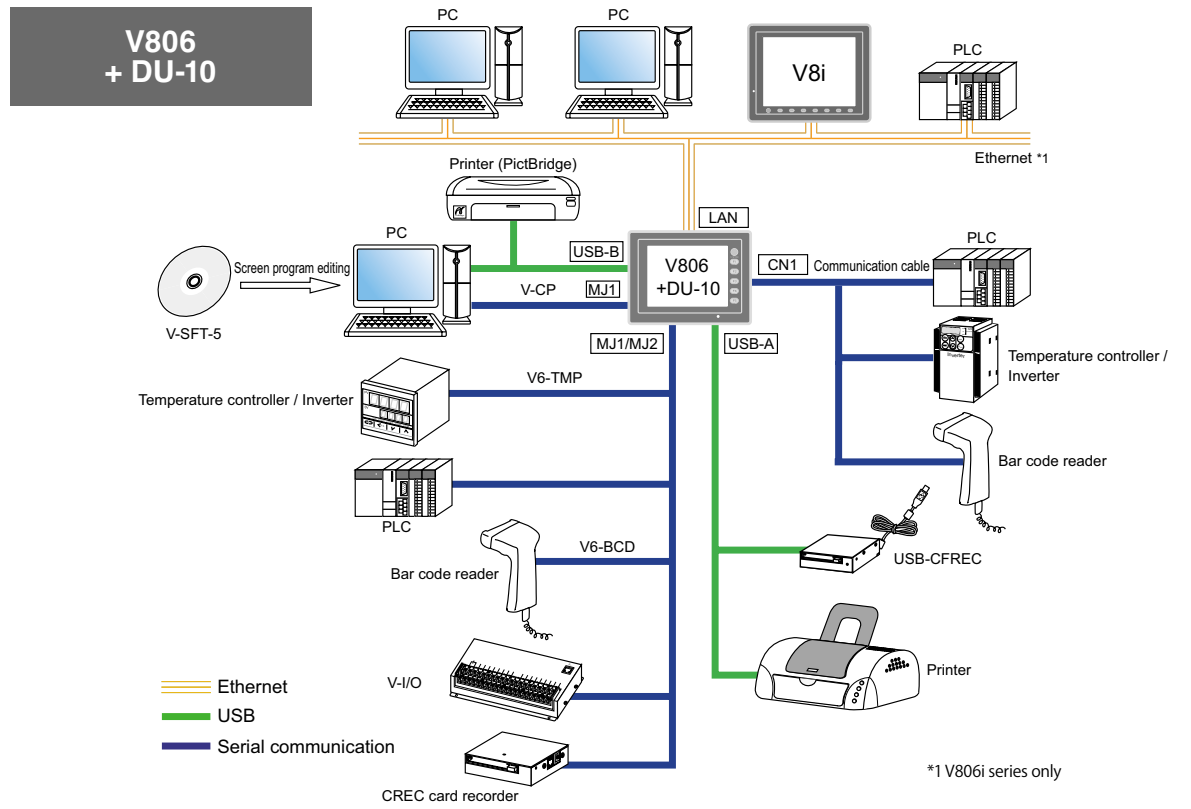 V806
+ DU-10
PC
PC
V8i
PLC
Ethernet *1
Printer (PictBridge)
LAN
PC
USB-B
V806
+DU-10
CN1
Communication cable
PLC
Screen program editing
V-CP
MJ1
V-SFT-5
MJ1/MJ2
USB-A
Temperature controller /
Inverter
V6-TMP
Temperature controller / Inverter
Inverter
Bar code reader
PLC
V6-BCD
USB-CFREC
Bar code reader
V-I/O
Printer
Ethernet
USB
Serial communication
*1 V806i series only
CREC card recorder